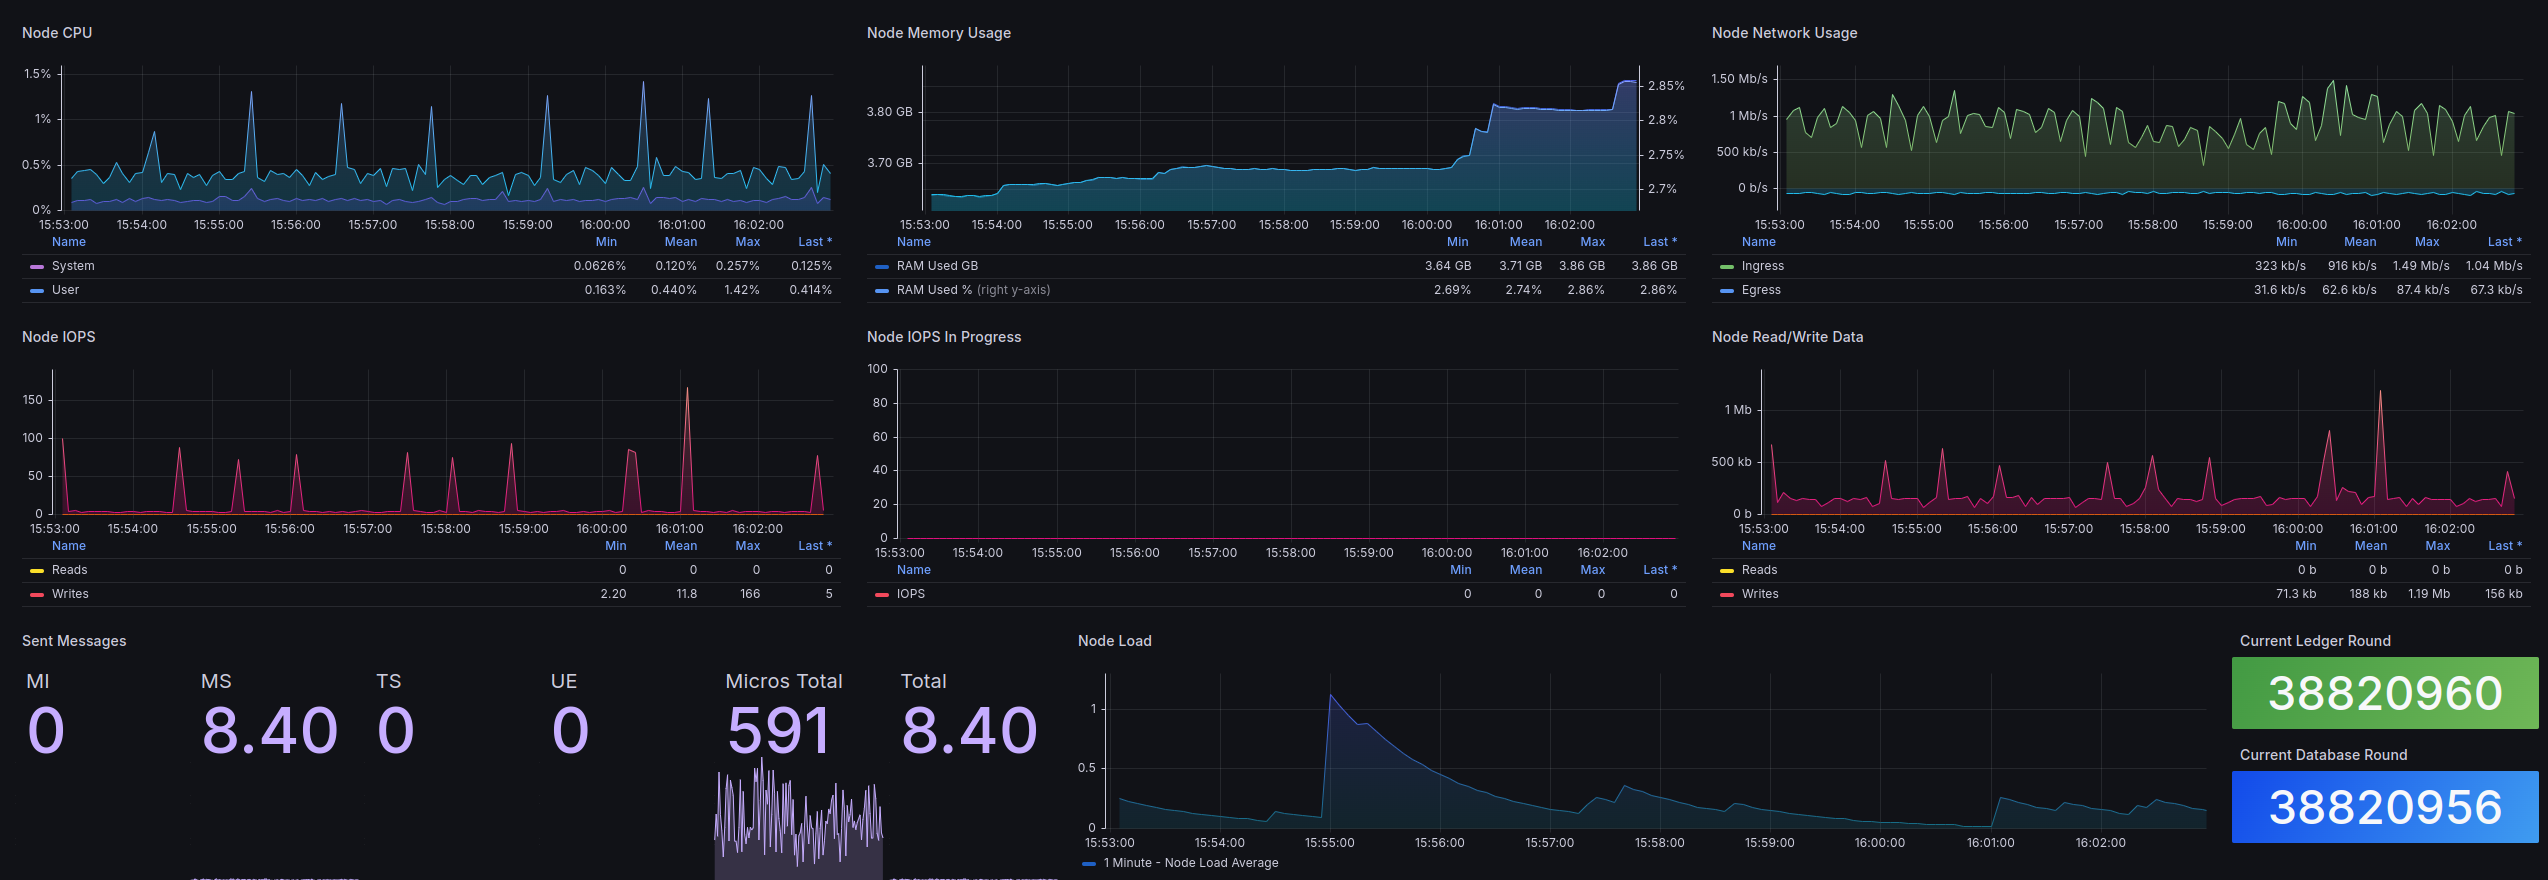 Node CPU
1.5%
1%
0.5%
0%
15:53:00 15:54:00 15:55:00 15:56:00 15:57:00 15:58:00 15:59:00 16:00:00 16:01:00 16:02:00
Name Min Mean Max Last *
System 0.0626% 0.120% 0.257% 0.125%
User 0.163% 0.440% 1.42% 0.414%
Node Memory Usage
3.80 GB
3.70 GB
2.85%
2.8%
2.75%
2.7%
15:53:00 15:54:00 15:55:00 15:56:00 15:57:00 15:58:00 15:59:00 16:00:00 16:01:00 16:02:00
Name Min Mean Max Last *
RAM Used GB 3.64 GB 3.71 GB 3.86 GB 3.86 GB
RAM Used % (right y-axis) 2.69% 2.74% 2.86% 2.86%
Node Network Usage
1.50 Mb/s
1 Mb/s
500 kb/s
0 b/s
15:53:00 15:54:00 15:55:00 15:56:00 15:57:00 15:58:00 15:59:00 16:00:00 16:01:00 16:02:00
Name Min Mean Max Last *
Ingress 323 kb/s 916 kb/s 1.49 Mb/s 1.04 Mb/s
Egress 31.6 kb/s 62.6 kb/s 87.4 kb/s 67.3 kb/s
Node IOPS
150
100
50
0
15:53:00 15:54:00 15:55:00 15:56:00 15:57:00 15:58:00 15:59:00 16:00:00 16:01:00 16:02:00
Name Min Mean Max Last *
Reads 0 0 0 0
Writes 2.20 11.8 166 5
Node IOPS In Progress
100
80
60
40
20
0
15:53:00 15:54:00 15:55:00 15:56:00 15:57:00 15:58:00 15:59:00 16:00:00 16:01:00 16:02:00
Name Min Mean Max Last *
IOPS 0 0 0 0
Node Read/Write Data
1 Mb
500 kb
0 b
15:53:00 15:54:00 15:55:00 15:56:00 15:57:00 15:58:00 15:59:00 16:00:00 16:01:00 16:02:00
Name Min Mean Max Last *
Reads 0 b 0 b 0 b 0 b
Writes 71.3 kb 188 kb 1.19 Mb 156 kb
Sent Messages
MI MS TS UE Micros Total Total
0 8.40 0 0 591 8.40
Node Load
1
0.5
0
15:53:00 15:54:00 15:55:00 15:56:00 15:57:00 15:58:00 15:59:00 16:00:00 16:01:00 16:02:00
1 Minute - Node Load Average
Current Ledger Round
38820960
Current Database Round
38820956